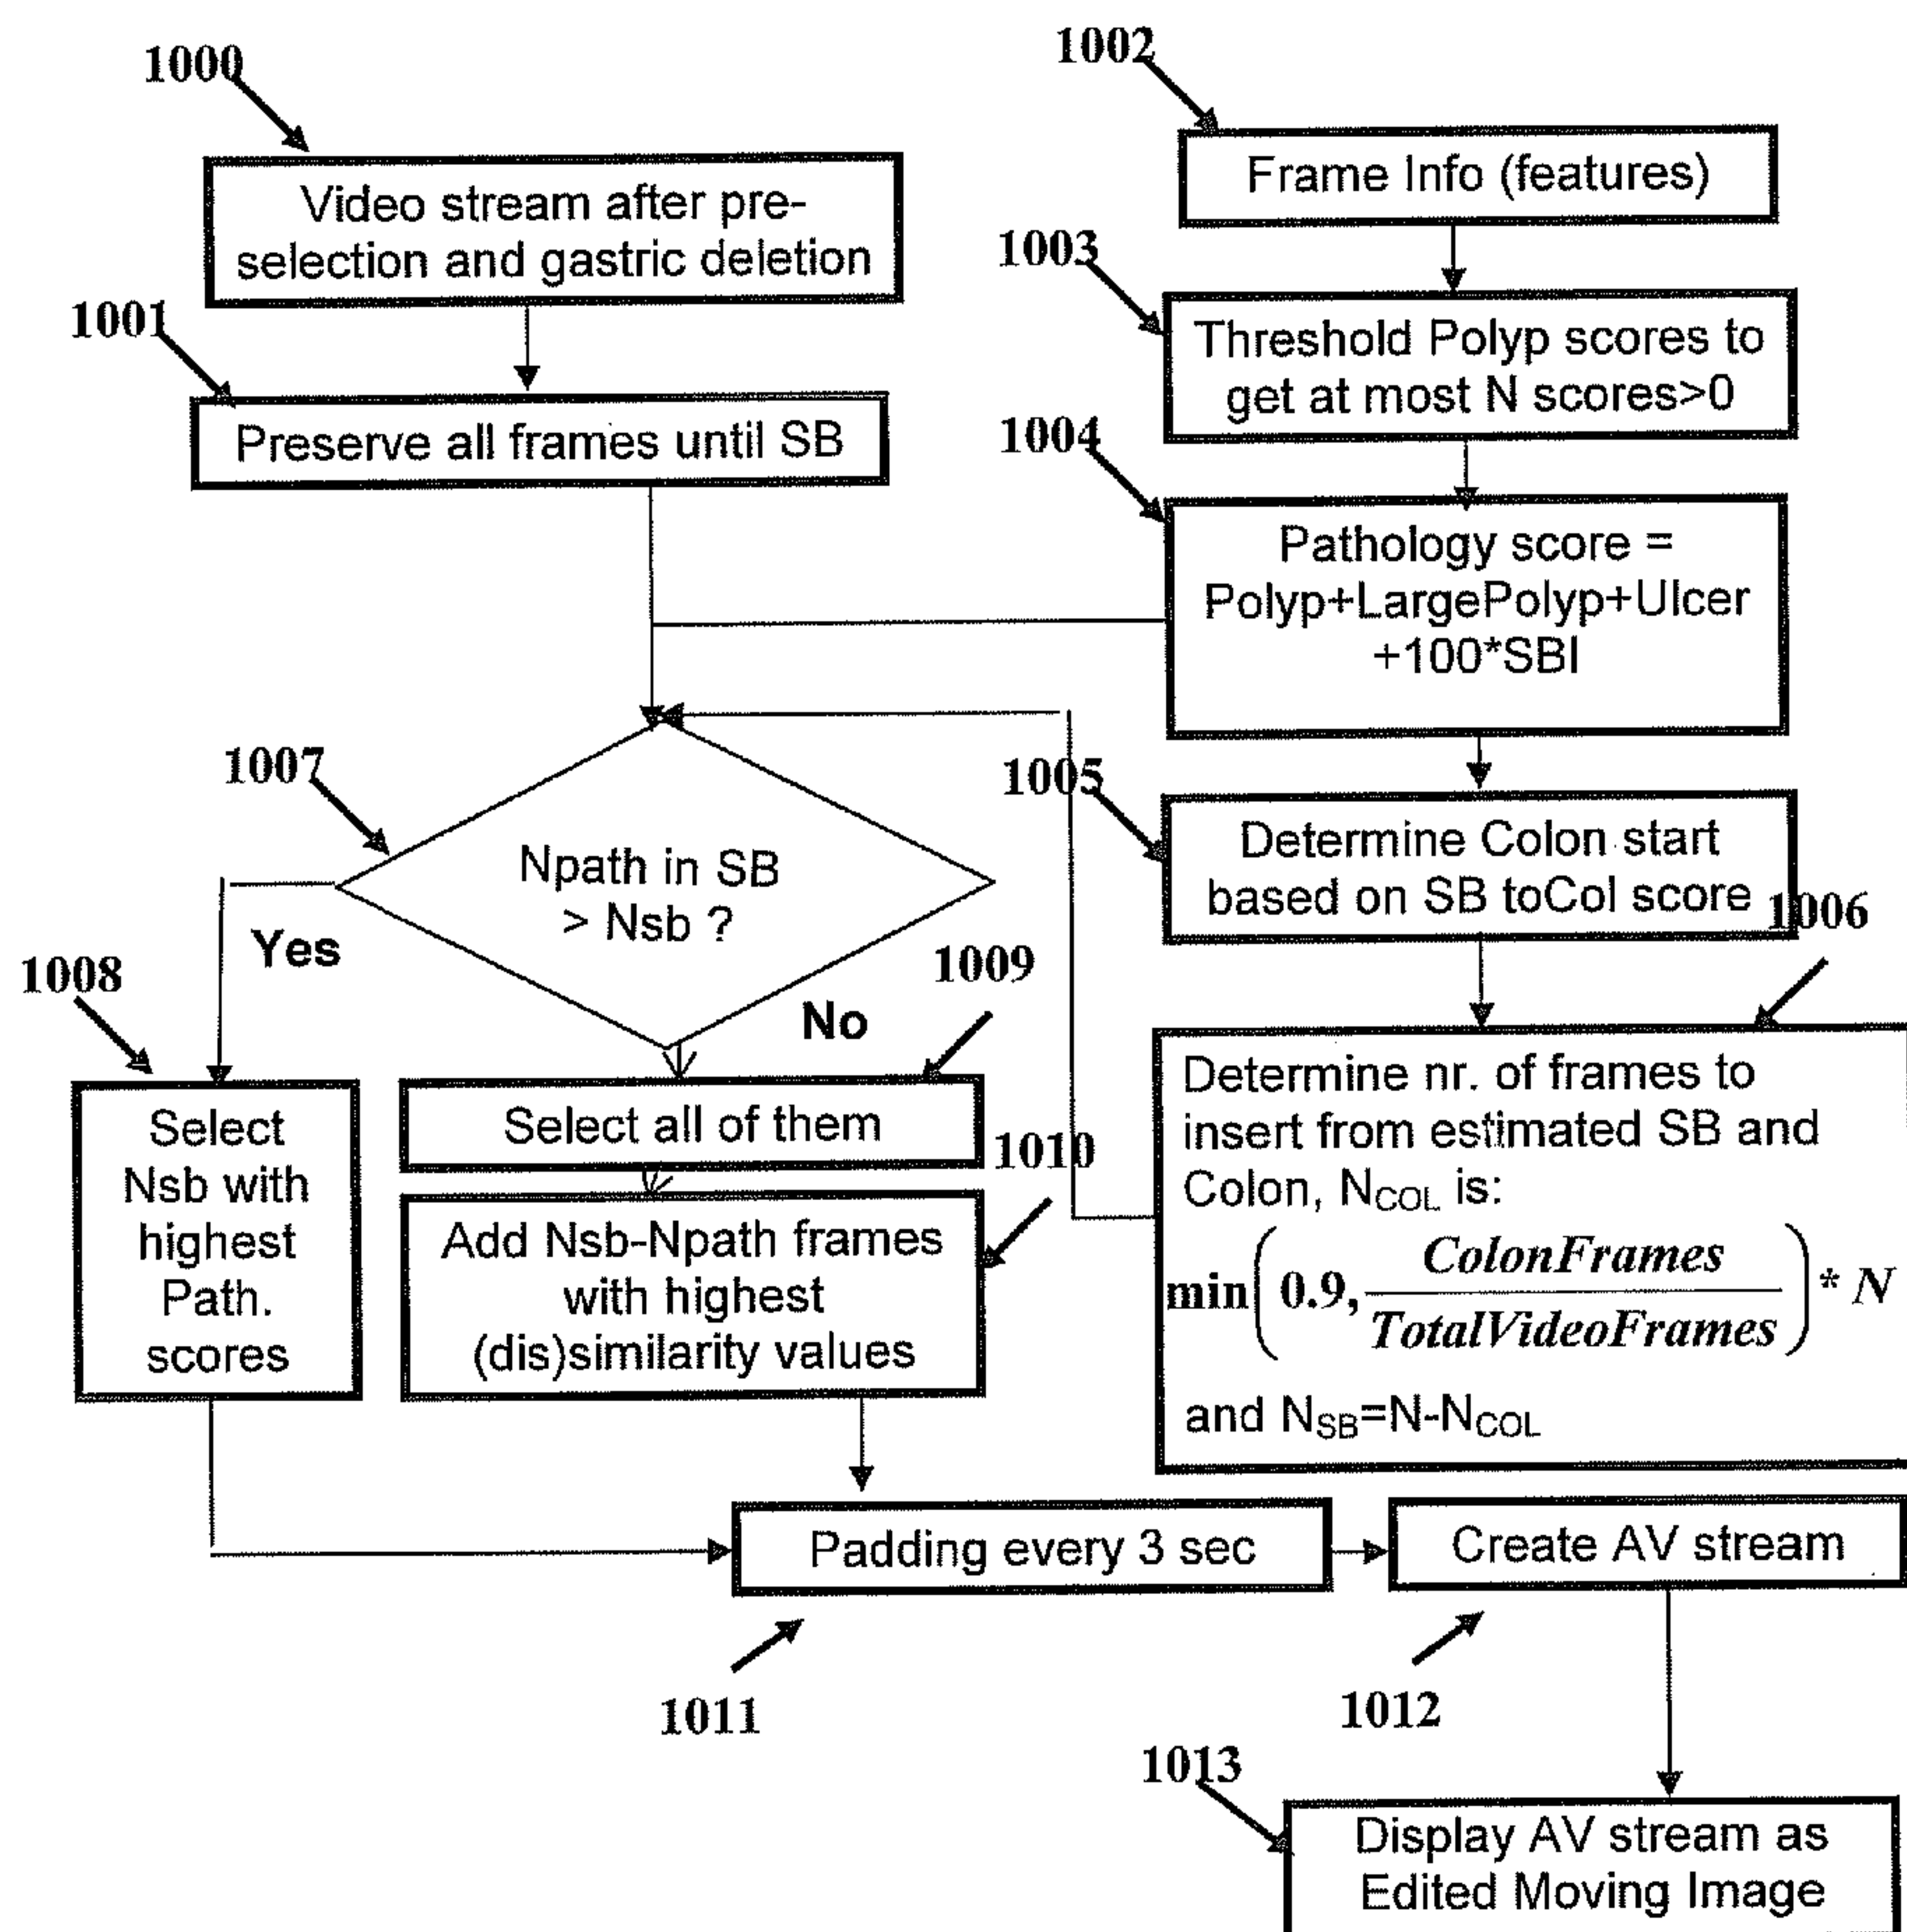 1000
Video stream after pre-
selection and gastric deletion
1001
Preserve all frames until SB
1002
Frame Info (features)
1003
Threshold Polyp scores to
get at most N scores>0
1004
Pathology score =
Polyp+LargePolyp+Ulcer
+100*SBI
1005
Determine Colon start
based on SB toCol score
1006
Determine nr. of frames to
insert from estimated SB and
Colon, N_COL is:
min(0.9, ColonFrames / TotalVideoFrames) * N
and N_SB=N-N_COL
1007
Npath in SB
> Nsb ?
Yes
No
1008
Select
Nsb with
highest
Path.
scores
1009
Select all of them
1010
Add Nsb-Npath frames
with highest
(dis)similarity values
Padding every 3 sec
1011
Create AV stream
1012
1013
Display AV stream as
Edited Moving Image